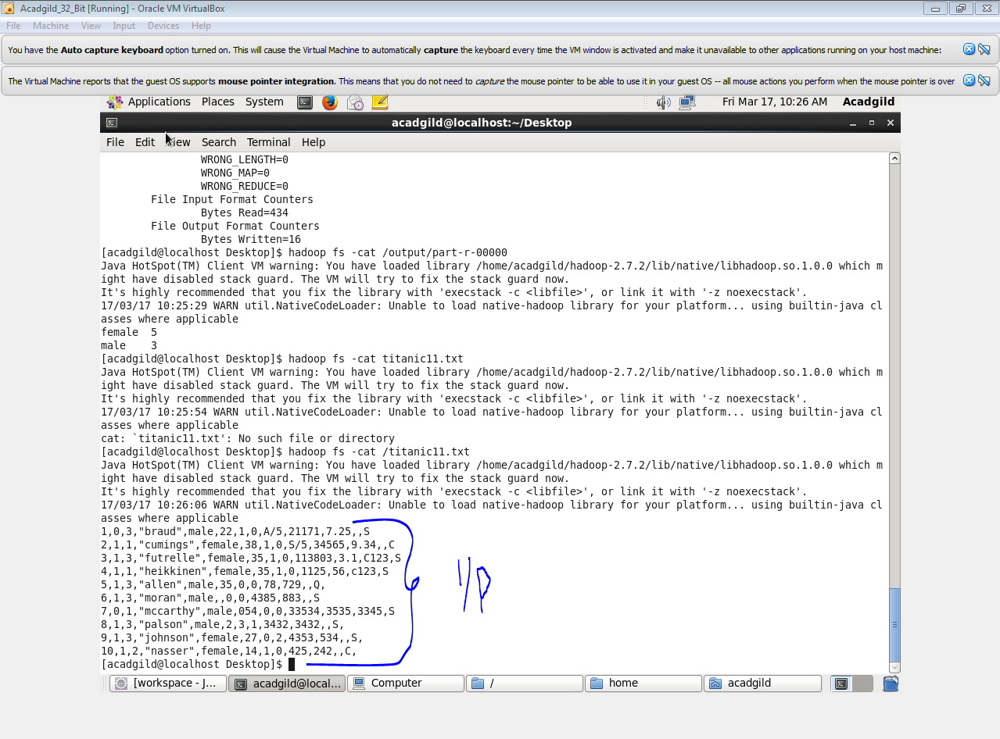 Acadgild_32_Bit [Running] - Oracle VM VirtualBox
File Machine View Input Devices Help
You have the Auto capture keyboard option turned on. This will cause the Virtual Machine to automatically capture the keyboard every time the VM window is activated and make it unavailable to other applications running on your host machine:
The Virtual Machine reports that the guest OS supports mouse pointer integration. This means that you do not need to capture the mouse pointer to be able to use it in your guest OS -- all mouse actions you perform when the mouse pointer is over
Applications Places System Fri Mar 17, 10:26 AM Acadgild
acadgild@localhost:~/Desktop
File Edit View Search Terminal Help
WRONG_LENGTH=0
WRONG_MAP=0
WRONG_REDUCE=0
File Input Format Counters
Bytes Read=434
File Output Format Counters
Bytes Written=16
[acadgild@localhost Desktop]$ hadoop fs -cat /output/part-r-00000
Java HotSpot(TM) Client VM warning: You have loaded library /home/acadgild/hadoop-2.7.2/lib/native/libhadoop.so.1.0.0 which m
ight have disabled stack guard. The VM will try to fix the stack guard now.
It's highly recommended that you fix the library with 'execstack -c <libfile>', or link it with '-z noexecstack'.
17/03/17 10:25:29 WARN util.NativeCodeLoader: Unable to load native-hadoop library for your platform... using builtin-java cl
asses where applicable
female 5
male 3
[acadgild@localhost Desktop]$ hadoop fs -cat titanic11.txt
Java HotSpot(TM) Client VM warning: You have loaded library /home/acadgild/hadoop-2.7.2/lib/native/libhadoop.so.1.0.0 which m
ight have disabled stack guard. The VM will try to fix the stack guard now.
It's highly recommended that you fix the library with 'execstack -c <libfile>', or link it with '-z noexecstack'.
17/03/17 10:25:54 WARN util.NativeCodeLoader: Unable to load native-hadoop library for your platform... using builtin-java cl
asses where applicable
cat: `titanic11.txt': No such file or directory
[acadgild@localhost Desktop]$ hadoop fs -cat /titanic11.txt
Java HotSpot(TM) Client VM warning: You have loaded library /home/acadgild/hadoop-2.7.2/lib/native/libhadoop.so.1.0.0 which m
ight have disabled stack guard. The VM will try to fix the stack guard now.
It's highly recommended that you fix the library with 'execstack -c <libfile>', or link it with '-z noexecstack'.
17/03/17 10:26:06 WARN util.NativeCodeLoader: Unable to load native-hadoop library for your platform... using builtin-java cl
asses where applicable
1,0,3,"braud",male,22,1,0,A/5,21171,7.25,,S
2,1,1,"cumings",female,38,1,0,S/5,34565,9.34,,C
3,1,3,"futrelle",female,35,1,0,113803,3.1,C123,S
4,1,1,"heikkinen",female,35,1,0,1125,56,c123,S
5,1,3,"allen",male,35,0,0,78,729,,Q,
6,1,3,"moran",male,,0,0,4385,883,,S
7,0,1,"mccarthy",male,054,0,0,33534,3535,3345,S
8,1,3,"palson",male,2,3,1,3432,3432,,S,
9,1,3,"johnson",female,27,0,2,4353,534,,S,
10,1,2,"nasser",female,14,1,0,425,242,,C,
I/p
[acadgild@localhost Desktop]$
[workspace - J... acadgild@local... Computer / home acadgild